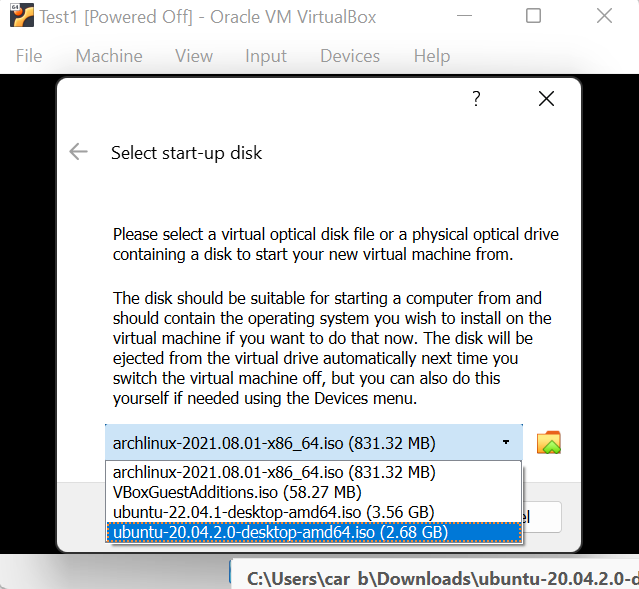 Test1 [Powered Off] - Oracle VM VirtualBox
File Machine View Input Devices Help
?
Select start-up disk
Please select a virtual optical disk file or a physical optical drive
containing a disk to start your new virtual machine from.
The disk should be suitable for starting a computer from and
should contain the operating system you wish to install on the
virtual machine if you want to do that now. The disk will be
ejected from the virtual drive automatically next time you
switch the virtual machine off, but you can also do this
yourself if needed using the Devices menu.
archlinux-2021.08.01-x86_64.iso (831.32 MB)
archlinux-2021.08.01-x86_64.iso (831.32 MB)
VBoxGuestAdditions.iso (58.27 MB)
ubuntu-22.04.1-desktop-amd64.iso (3.56 GB)
ubuntu-20.04.2.0-desktop-amd64.iso (2.68 GB)
C:\Users\car b\Downloads\ubuntu-20.04.2.0-d